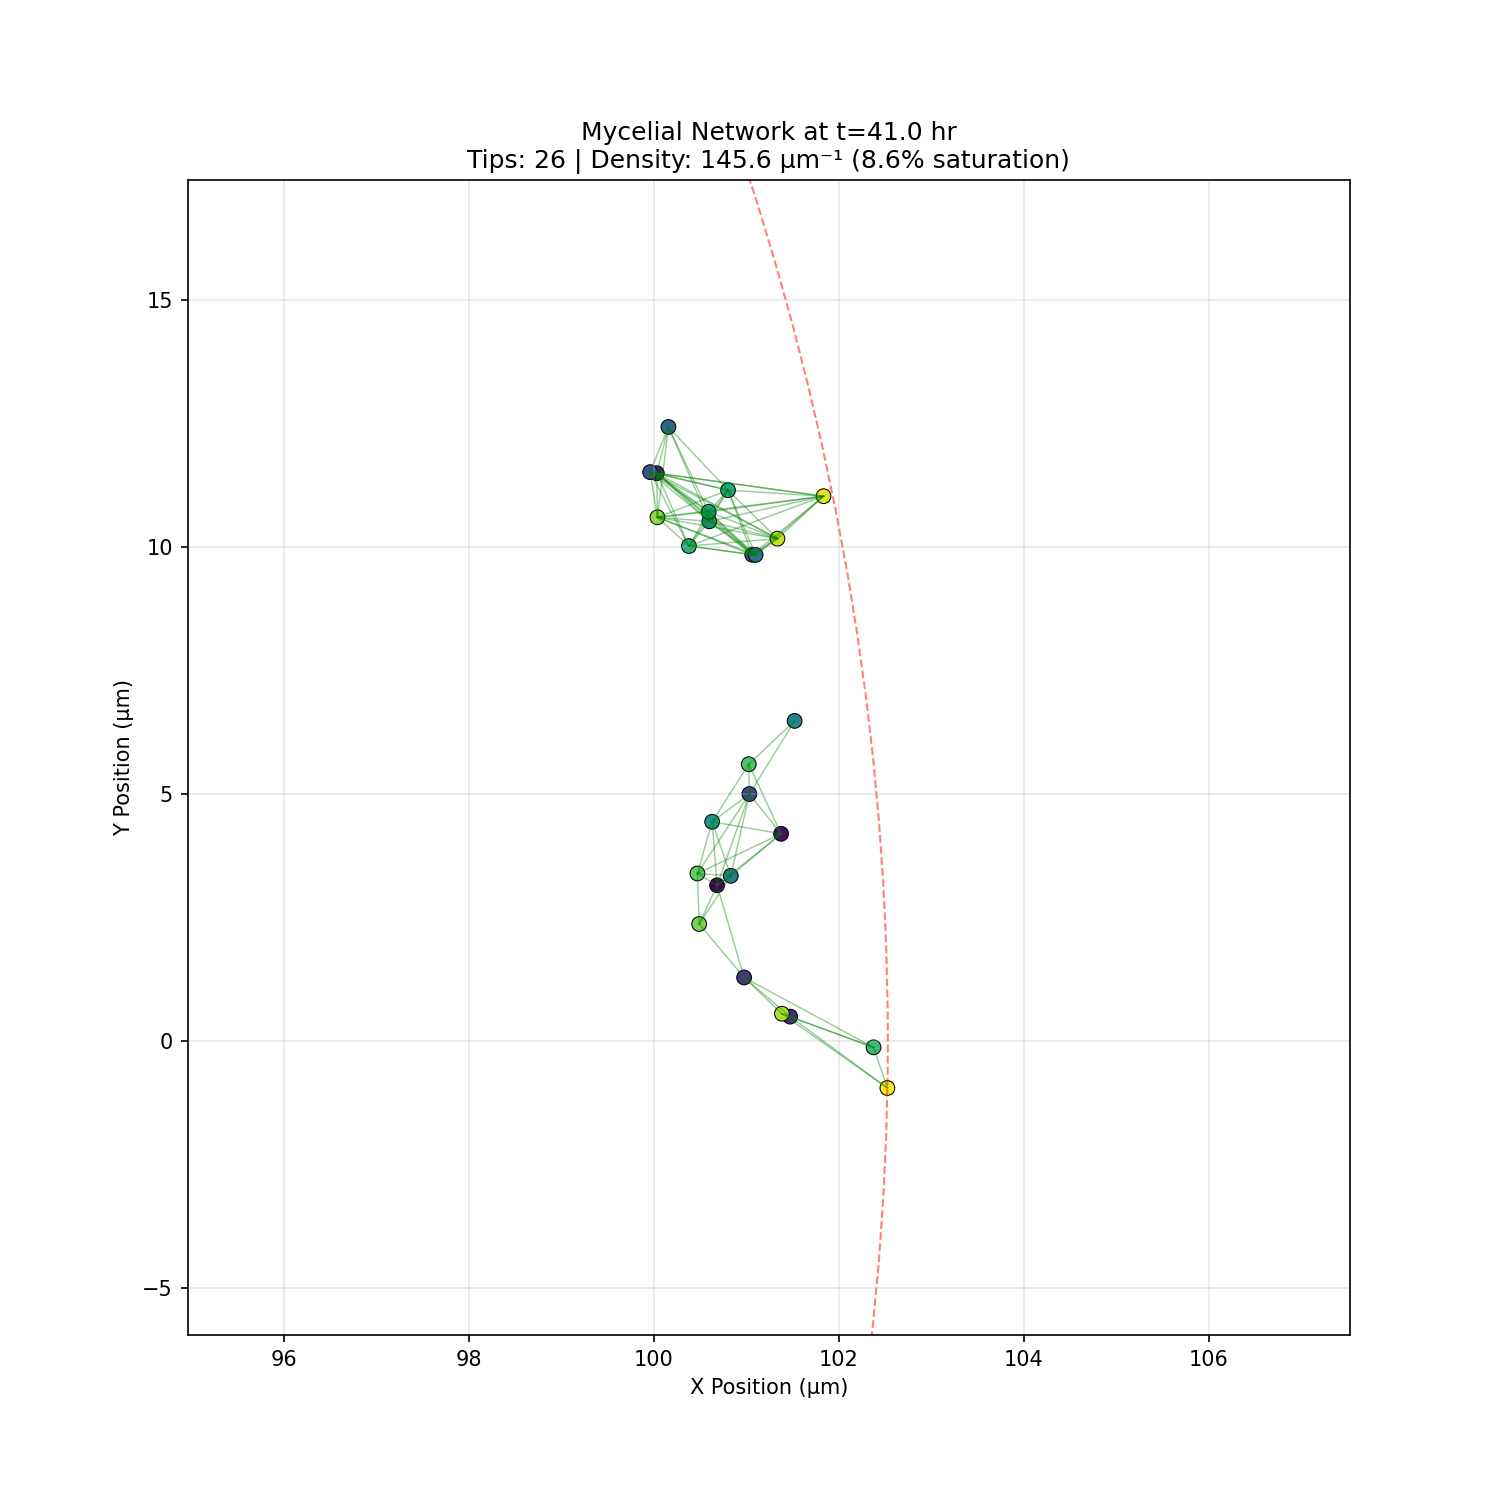 Mycelial Network at t=41.0 hr
Tips: 26 | Density: 145.6 µm⁻¹ (8.6% saturation)
15
10
5
0
−5
Y Position (µm)
96 98 100 102 104 106
X Position (µm)